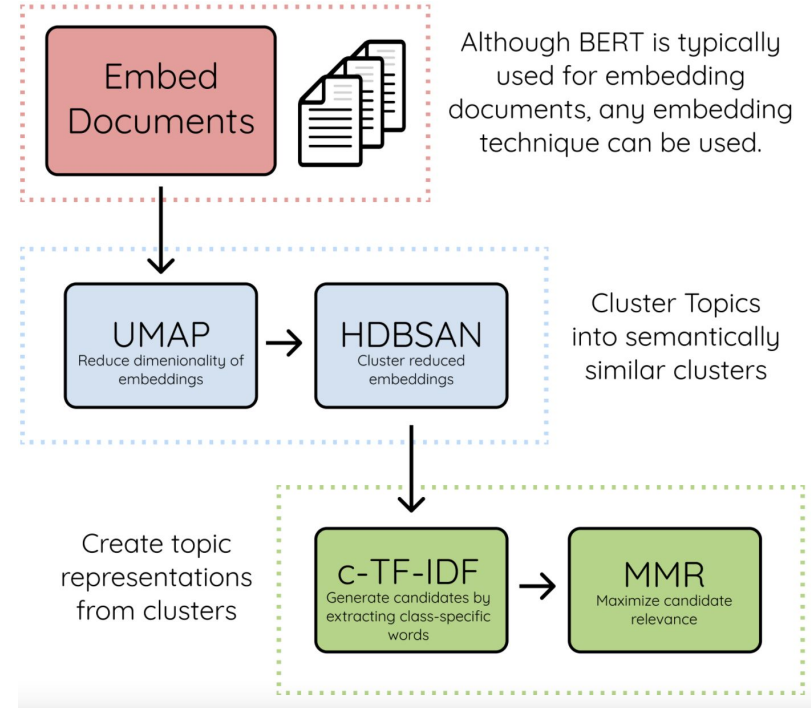 Embed
Documents
Although BERT is typically
used for embedding
documents, any embedding
technique can be used.
UMAP
Reduce dimenionality of
embeddings
HDBSAN
Cluster reduced
embeddings
Cluster Topics
into semantically
similar clusters
Create topic
representations
from clusters
c-TF-IDF
Generate candidates by
extracting class-specific
words
MMR
Maximize candidate
relevance